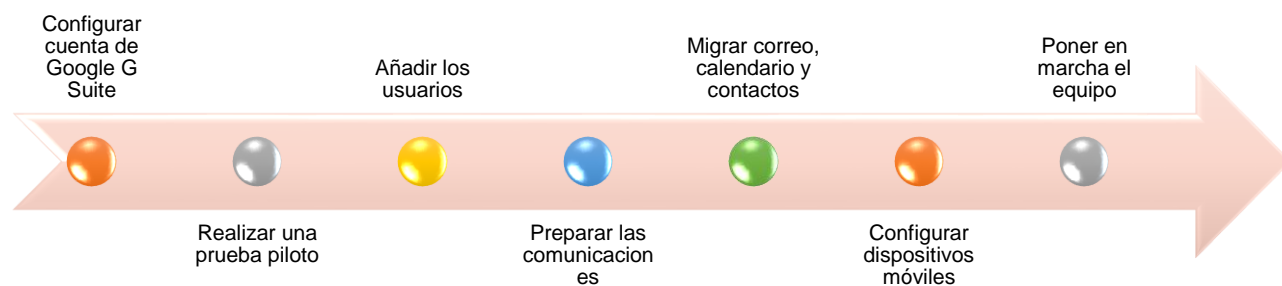 Configurar
cuenta de
Google G
Suite
Realizar una
prueba piloto
Añadir los
usuarios
Preparar las
comunicacion
es
Migrar correo,
calendario y
contactos
Configurar
dispositivos
móviles
Poner en
marcha el
equipo